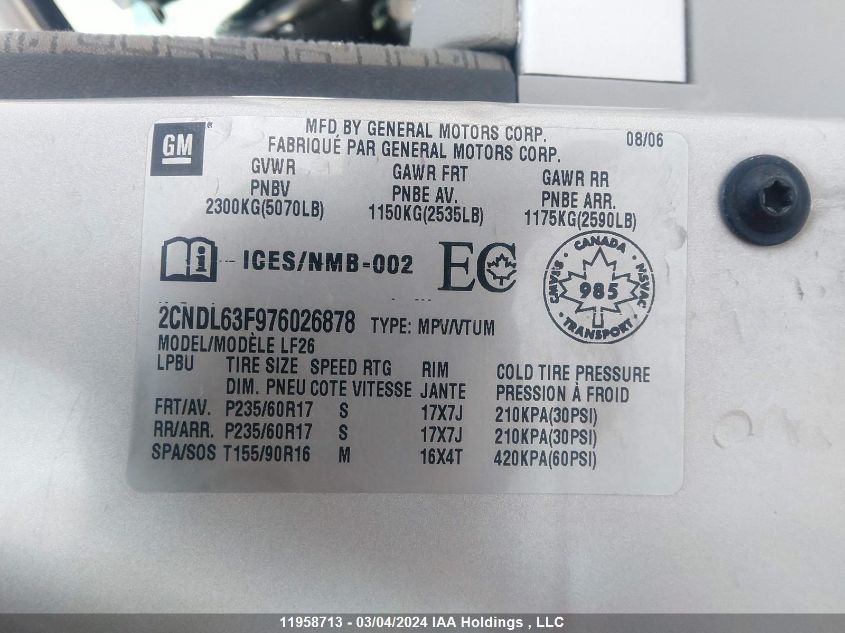 GM
MFD BY GENERAL MOTORS CORP.
FABRIQUÉ PAR GENERAL MOTORS CORP.
08/06
GVWR
PNBV
2300KG(5070LB)
GAWR FRT
PNBE AV.
1150KG(2535LB)
GAWR RR
PNBE ARR.
1175KG(2590LB)
ICES/NMB-002
EC
CANADA
CMVSS
985
NSVAC
TRANSPORT
2CNDL63F976026878 TYPE: MPV/VTUM
MODEL/MODÈLE LF26
LPBU TIRE SIZE SPEED RTG RIM COLD TIRE PRESSURE
DIM. PNEU COTE VITESSE JANTE PRESSION À FROID
FRT/AV. P235/60R17 S 17X7J 210KPA(30PSI)
RR/ARR. P235/60R17 S 17X7J 210KPA(30PSI)
SPA/SOS T155/90R16 M 16X4T 420KPA(60PSI)
11958713 - 03/04/2024 IAA Holdings , LLC